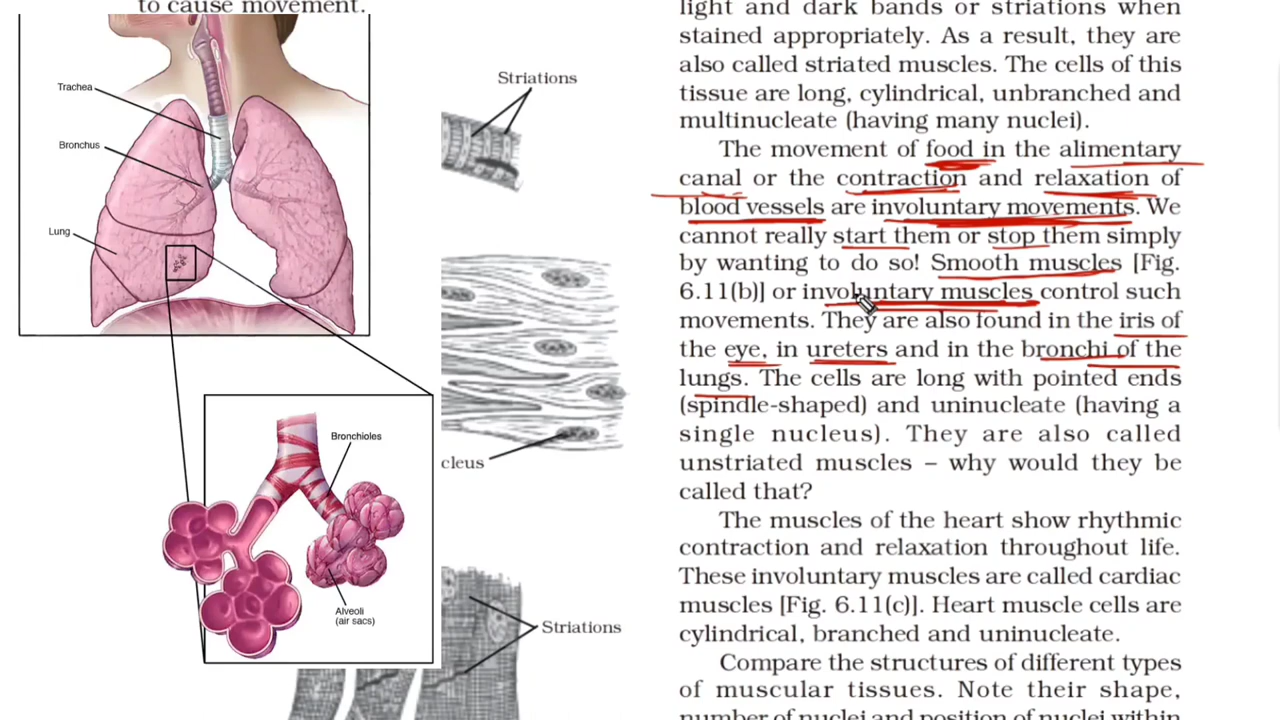 to cause movement.
Trachea
Bronchus
Lung
Bronchioles
Alveoli
(air sacs)
Striations
cleus
Striations
light and dark bands or striations when
stained appropriately. As a result, they are
also called striated muscles. The cells of this
tissue are long, cylindrical, unbranched and
multinucleate (having many nuclei).
The movement of food in the alimentary
canal or the contraction and relaxation of
blood vessels are involuntary movements. We
cannot really start them or stop them simply
by wanting to do so! Smooth muscles [Fig.
6.11(b)] or involuntary muscles control such
movements. They are also found in the iris of
the eye, in ureters and in the bronchi of the
lungs. The cells are long with pointed ends
(spindle-shaped) and uninucleate (having a
single nucleus). They are also called
unstriated muscles – why would they be
called that?
The muscles of the heart show rhythmic
contraction and relaxation throughout life.
These involuntary muscles are called cardiac
muscles [Fig. 6.11(c)]. Heart muscle cells are
cylindrical, branched and uninucleate.
Compare the structures of different types
of muscular tissues. Note their shape,
number of nuclei and position of nuclei within